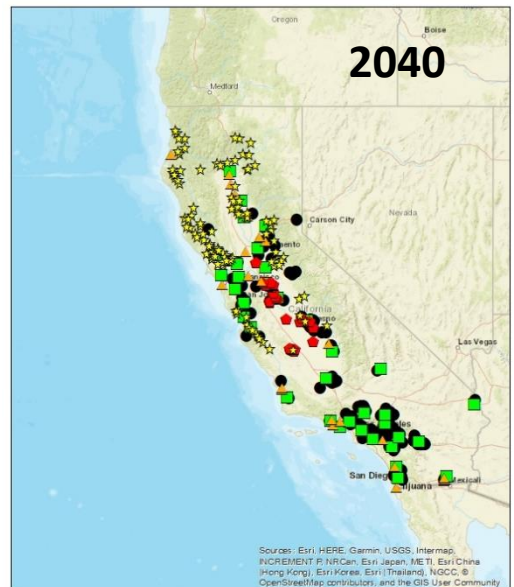 Oregon
Boise
2040
Medford
Carson City
Nevada
California
Las Vegas
San Dieg
Tijuana
Mexicali
Sources: Esri, HERE, Garmin, USGS, Intermap,
INCREMENT P, NRCan, Esri Japan, METI, Esri China
(Hong Kong), Esri Korea, Esri (Thailand), NGCC, ©
OpenStreetMap contributors, and the GIS User Community